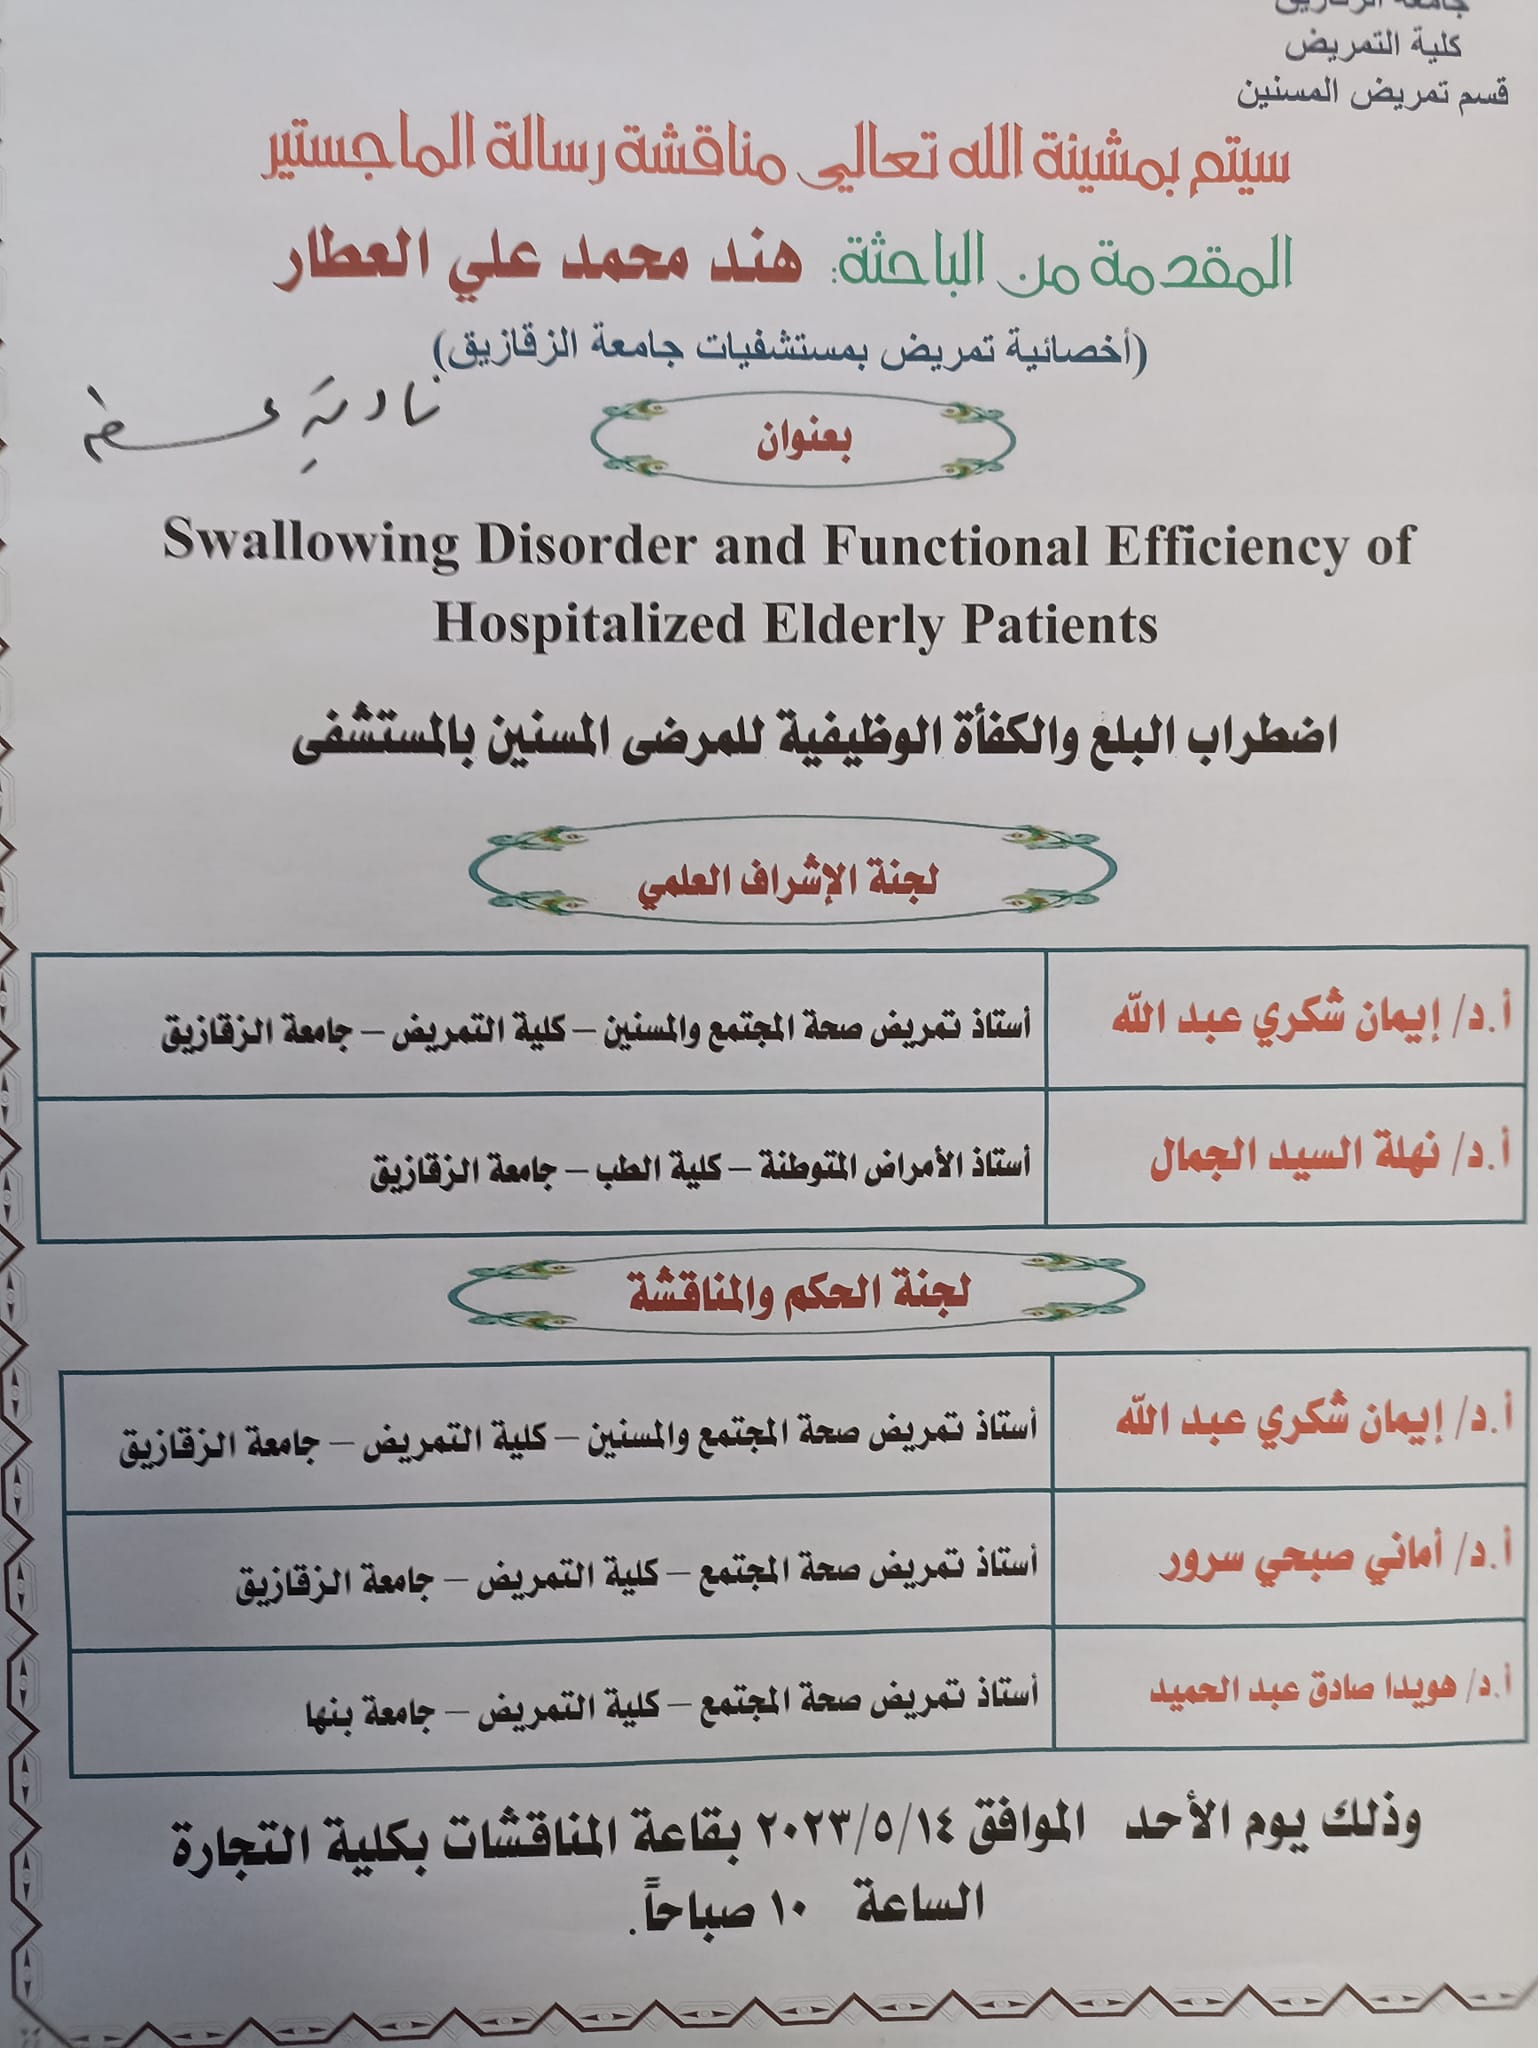 جامعة الزقازيق
كلية التمريض
قسم تمريض المسنين
سيتم بمشيئة الله تعالي مناقشة رسالة الماجستير
المقدمة من الباحثة: هند محمد علي العطار
(أخصائية تمريض بمستشفيات جامعة الزقازيق)
نادية
بعنوان
Swallowing Disorder and Functional Efficiency of
Hospitalized Elderly Patients
اضطراب البلع والكفأة الوظيفية للمرضى المسنين بالمستشفى
لجنة الإشراف العلمي
أ.د/ إيمان شكري عبد الله أستاذ تمريض صحة المجتمع والمسنين – كلية التمريض – جامعة الزقازيق
أ.د/ نهلة السيد الجمال أستاذ الأمراض المتوطنة – كلية الطب – جامعة الزقازيق
لجنة الحكم والمناقشة
أ.د/ إيمان شكري عبد الله أستاذ تمريض صحة المجتمع والمسنين – كلية التمريض – جامعة الزقازيق
أ.د/ أماني صبحي سرور أستاذ تمريض صحة المجتمع – كلية التمريض – جامعة الزقازيق
أ.د/ هويدا صادق عبد الحميد أستاذ تمريض صحة المجتمع – كلية التمريض – جامعة بنها
وذلك يوم الأحد الموافق ٢٠٢٣/٥/١٤ بقاعة المناقشات بكلية التجارة
الساعة ١٠ صباحاً.